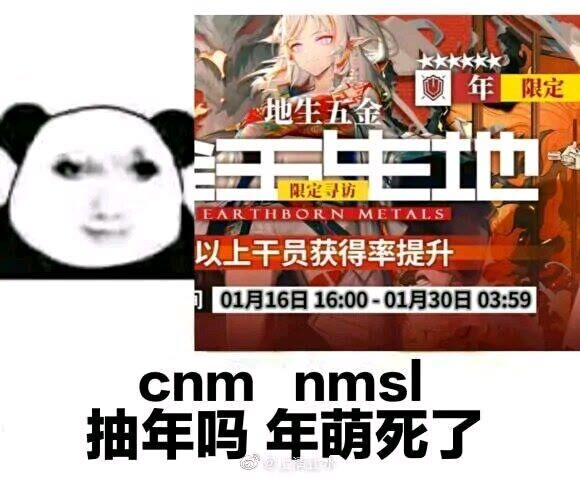 ★★★★★★
年 限定
地生五金
限定寻访
EARTHBORN METALS
以上干员获得率提升
01月16日 16:00 - 01月30日 03:59
cnm nmsl
抽年吗 年萌死了